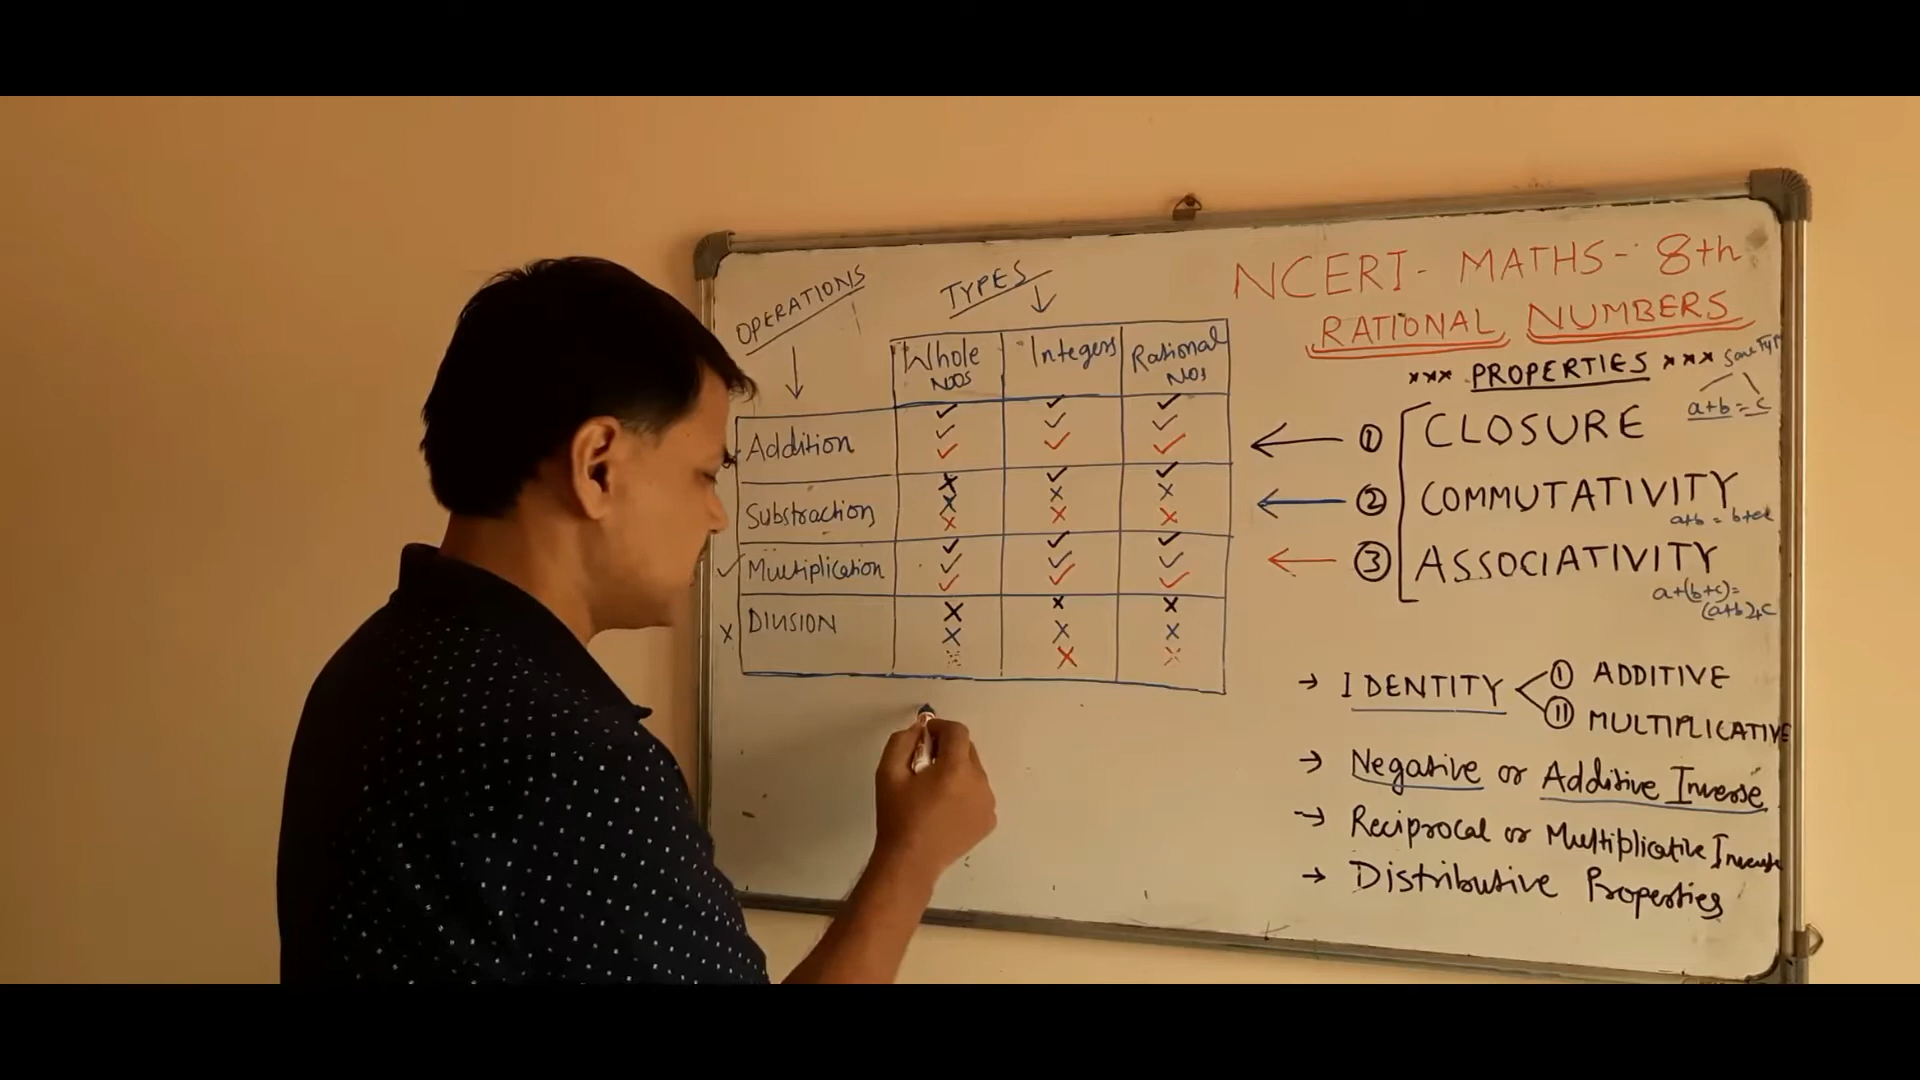 OPERATIONS
TYPES
Whole NOS
Integers
Rational NOS
Addition ✓ ✓ ✓
✓ ✓ ✓
✓ ✓ ✓
Substraction × ✓ ✓
× × ×
× × ×
✓ Multiplication ✓ ✓ ✓
✓ ✓ ✓
✓ ✓ ✓
× DIUSION × × ×
× × ×
× × ×
NCERT - MATHS - 8th
RATIONAL NUMBERS
××× PROPERTIES ×××
a+b = c
① CLOSURE
② COMMUTATIVITY
③ ASSOCIATIVITY
a+(b+c)=
(a+b)+c
→ IDENTITY
① ADDITIVE
⑪ MULTIPLICATIVE
→ Negative or Additive Inverse
→ Reciprocal or Multiplicative Inverse
→ Distributive Properties